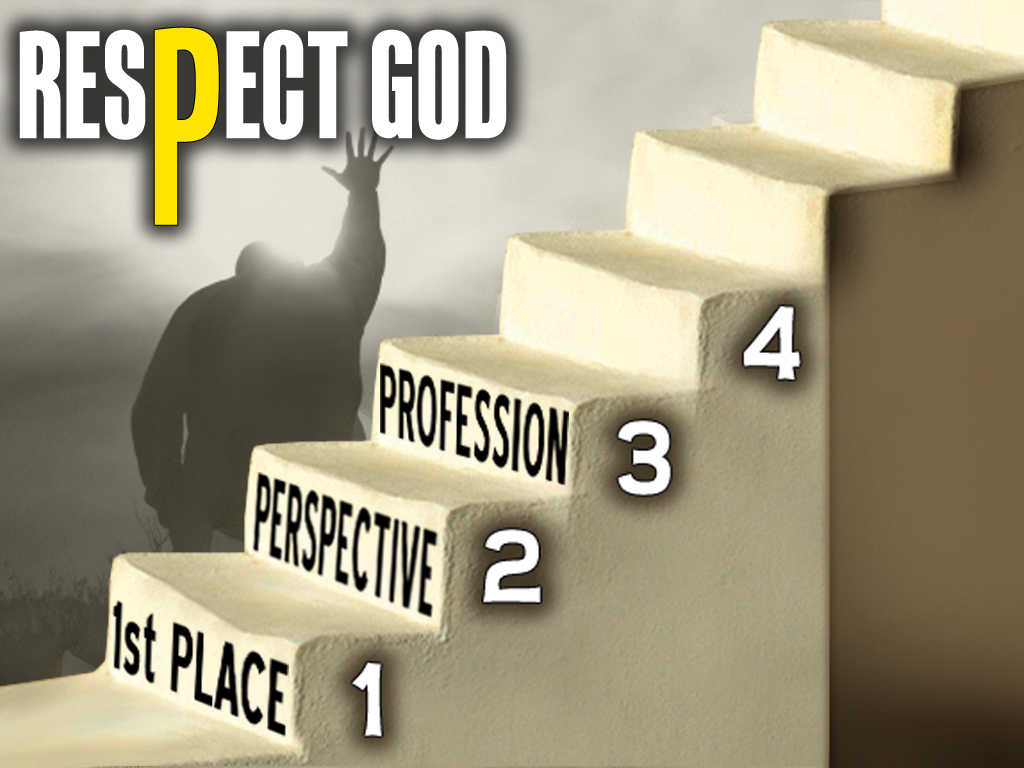 RESPECT GOD
4
PROFESSION 3
PERSPECTIVE 2
1st PLACE 1